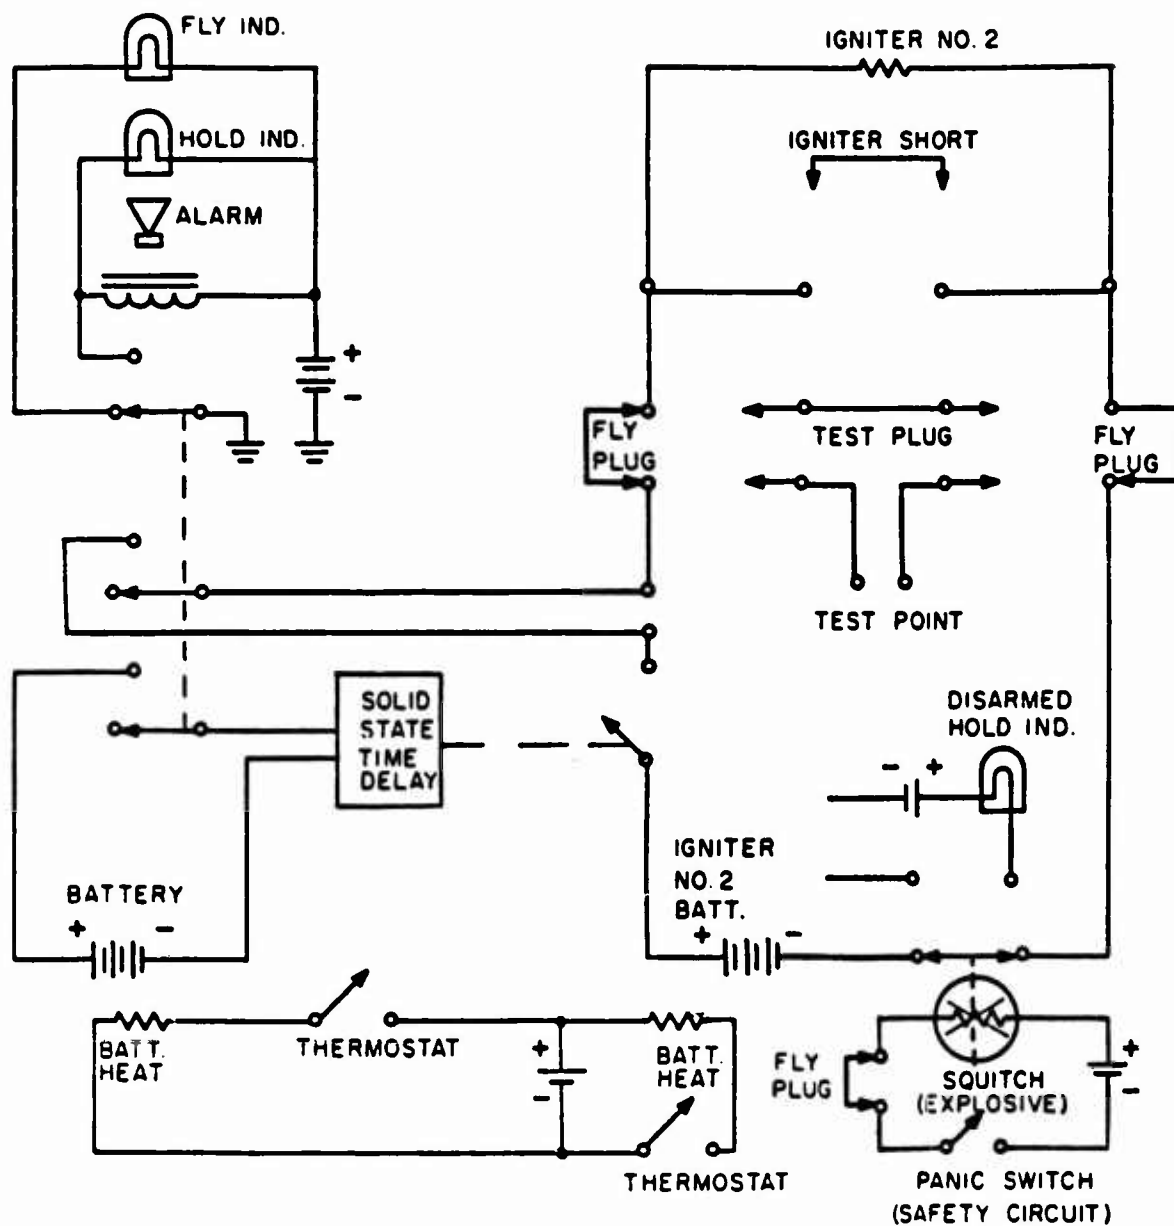 FLY IND.
IGNITER NO. 2
HOLD IND.
IGNITER SHORT
ALARM
+
-
FLY
PLUG
TEST PLUG
FLY
PLUG
TEST POINT
SOLID
STATE
TIME
DELAY
DISARMED
HOLD IND.
- +
IGNITER
NO. 2
BATT.
+ -
BATTERY
+ -
BATT.
HEAT
THERMOSTAT
+
-
BATT.
HEAT
THERMOSTAT
FLY
PLUG
SQUITCH
(EXPLOSIVE)
+
-
PANIC SWITCH
(SAFETY CIRCUIT)